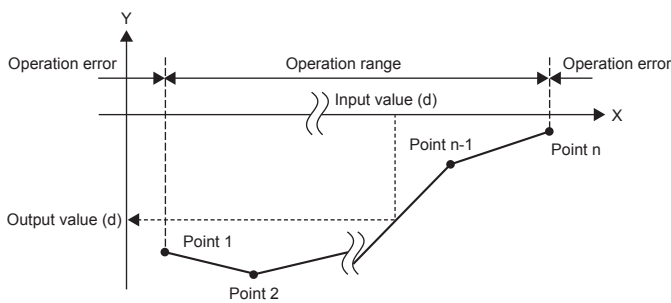 Y
Operation error
Operation range
Operation error
Input value (d)
X
Point n-1
Point n
Output value (d)
Point 1
Point 2